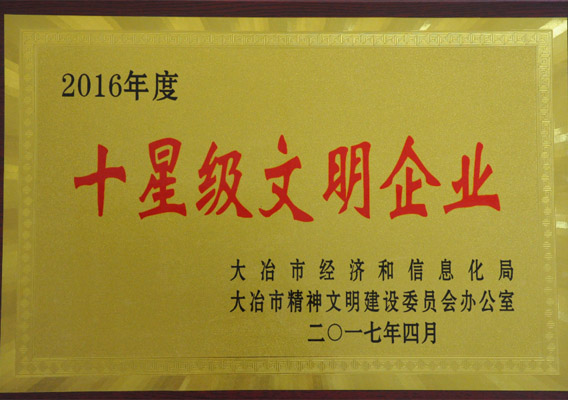 2016年度
十星级文明企业
大冶市经济和信息化局
大冶市精神文明建设委员会办公室
二〇一七年四月